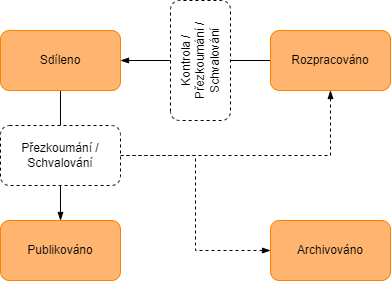 Sdíleno
Kontrola /
Přezkoumání /
Schvalování
Rozpracováno
Přezkoumání /
Schvalování
Publikováno
Archivováno